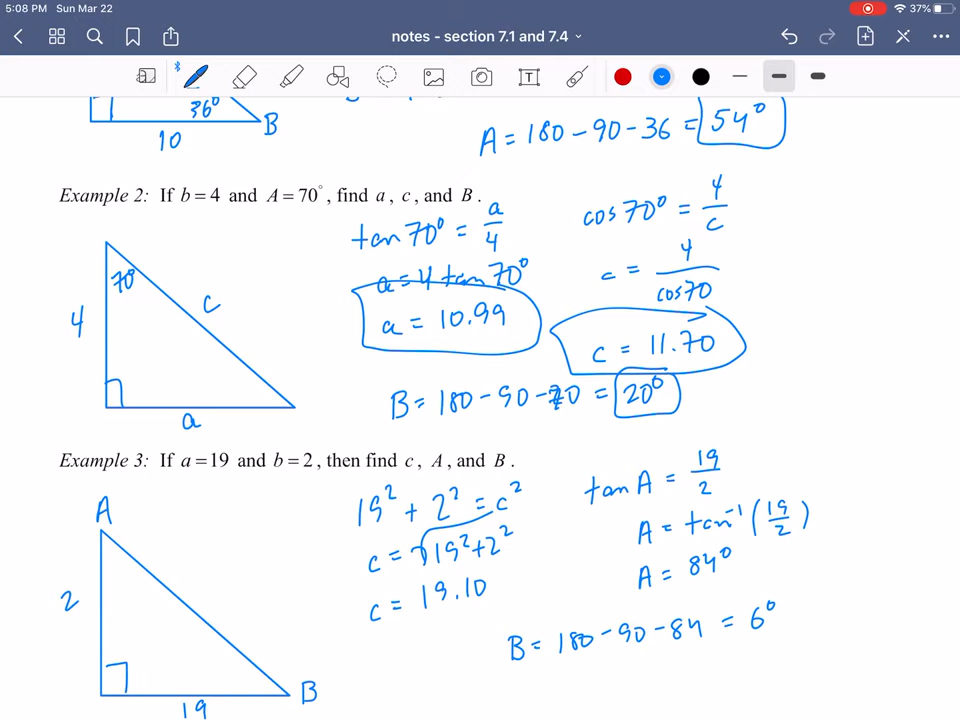 5:08 PM Sun Mar 22
37%
notes - section 7.1 and 7.4
T
36°
B
10
A = 180 - 90 - 36 = 54°
Example 2: If b = 4 and A = 70°, find a, c, and B.
70°
4
c
a
tan 70° = a/4
a = 4 tan 70°
a = 10.99
cos 70° = 4/c
c = 4/cos 70
c = 11.70
B = 180 - 90 - 70 = 20°
Example 3: If a = 19 and b = 2, then find c, A, and B.
A
2
19
B
19² + 2² = c²
c = √19² + 2²
c = 19.10
tan A = 19/2
A = tan⁻¹ (19/2)
A = 84°
B = 180 - 90 - 84 = 6°